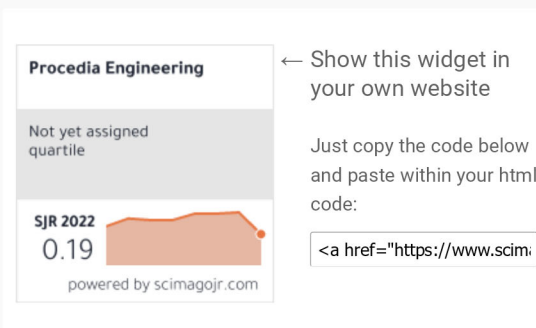 Procedia Engineering
Not yet assigned
quartile
SJR 2022
0.19
powered by scimagojr.com
← Show this widget in
your own website
Just copy the code below
and paste within your html
code:
<a href="https://www.scima